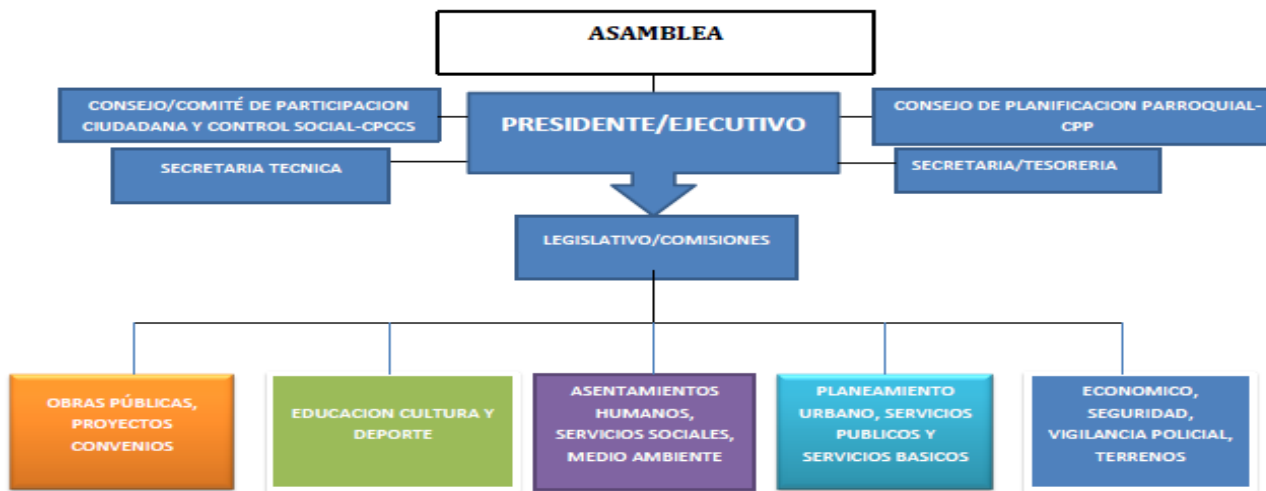 ASAMBLEA
CONSEJO/COMITÉ DE PARTICIPACION
CIUDADANA Y CONTROL SOCIAL-CPCCS
PRESIDENTE/EJECUTIVO
CONSEJO DE PLANIFICACION PARROQUIAL-
CPP
SECRETARIA TECNICA
SECRETARIA/TESORERIA
LEGISLATIVO/COMISIONES
OBRAS PÚBLICAS,
PROYECTOS
CONVENIOS
EDUCACION CULTURA Y
DEPORTE
ASENTAMIENTOS
HUMANOS,
SERVICIOS SOCIALES,
MEDIO AMBIENTE
PLANEAMIENTO
URBANO, SERVICIOS
PUBLICOS Y
SERVICIOS BASICOS
ECONOMICO,
SEGURIDAD,
VIGILANCIA POLICIAL,
TERRENOS